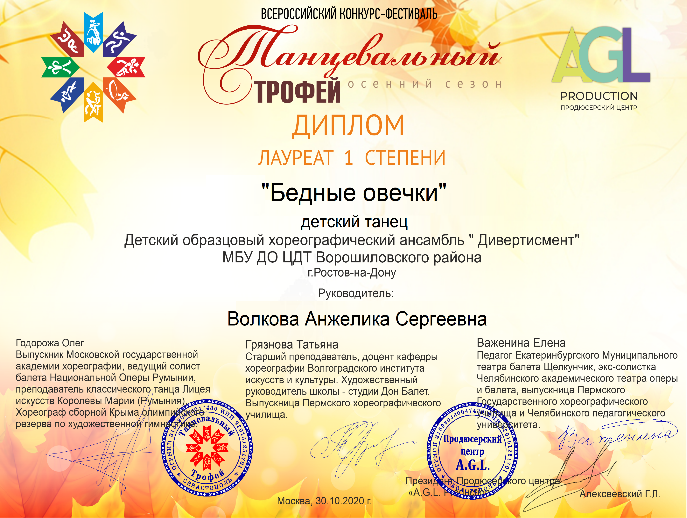 ВСЕРОССИЙСКИЙ КОНКУРС-ФЕСТИВАЛЬ
Танцевальный
ТРОФЕЙ осенний сезон
AGL
PRODUCTION
ПРОДЮСЕРСКИЙ ЦЕНТР
ДИПЛОМ
ЛАУРЕАТ 1 СТЕПЕНИ
"Бедные овечки"
детский танец
Детский образцовый хореографический ансамбль " Дивертисмент"
МБУ ДО ЦДТ Ворошиловского района
г.Ростов-на-Дону
Руководитель:
Волкова Анжелика Сергеевна
Годорожа Олег
Выпускник Московской государственной
академии хореографии, ведущий солист
балета Национальной Оперы Румынии,
преподаватель классического танца Лицея
искусств Королевы Марии (Румыния)
Хореограф сборной Крыма олимпийского
резерва по художественной гимнастике
Грязнова Татьяна
Старший преподаватель, доцент кафедры
хореографии Волгоградского института
искусств и культуры. Художественный
руководитель школы - студии Дон Балет.
Выпускница Пермского хореографического
училища.
Важенина Елена
Педагог Екатеринбургского Муниципального
театра балета Щелкунчик, экс-солистка
Челябинского академического театра оперы
и балета, выпускница Пермского
Государственного хореографического
училища и Челябинского педагогического
университета.
Танцевальный
Трофей
Продюсерский
центр
A.G.L.
Президент Продюсерского центра
«A.G.L.
Алексеевский Г.Л.
Москва, 30.10.2020 г.